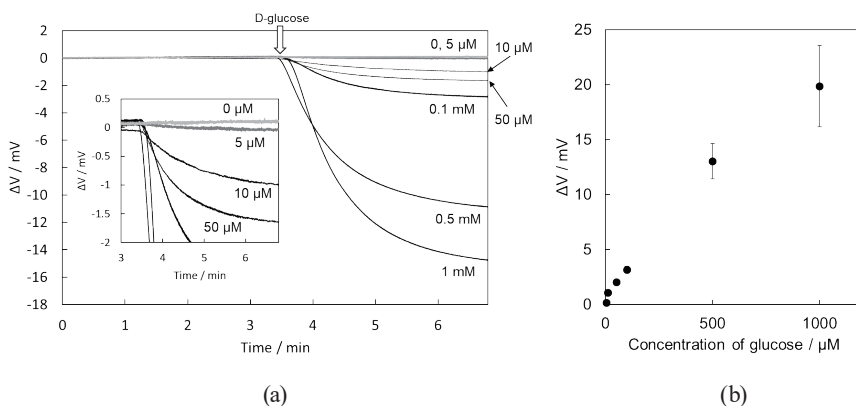 D-glucose
2
0
-2
-4
-6
-8
-10
-12
-14
-16
-18
ΔV / mV
0, 5 µM
10 µM
50 µM
0.1 mM
0.5 mM
1 mM
0 1 2 3 4 5 6
Time / min
0.5
0
-0.5
-1
-1.5
-2
ΔV / mV
0 µM
5 µM
10 µM
50 µM
3 4 5 6
Time / min
(a)
25
20
15
10
5
0
ΔV / mV
0 500 1000
Concentration of glucose / µM
(b)